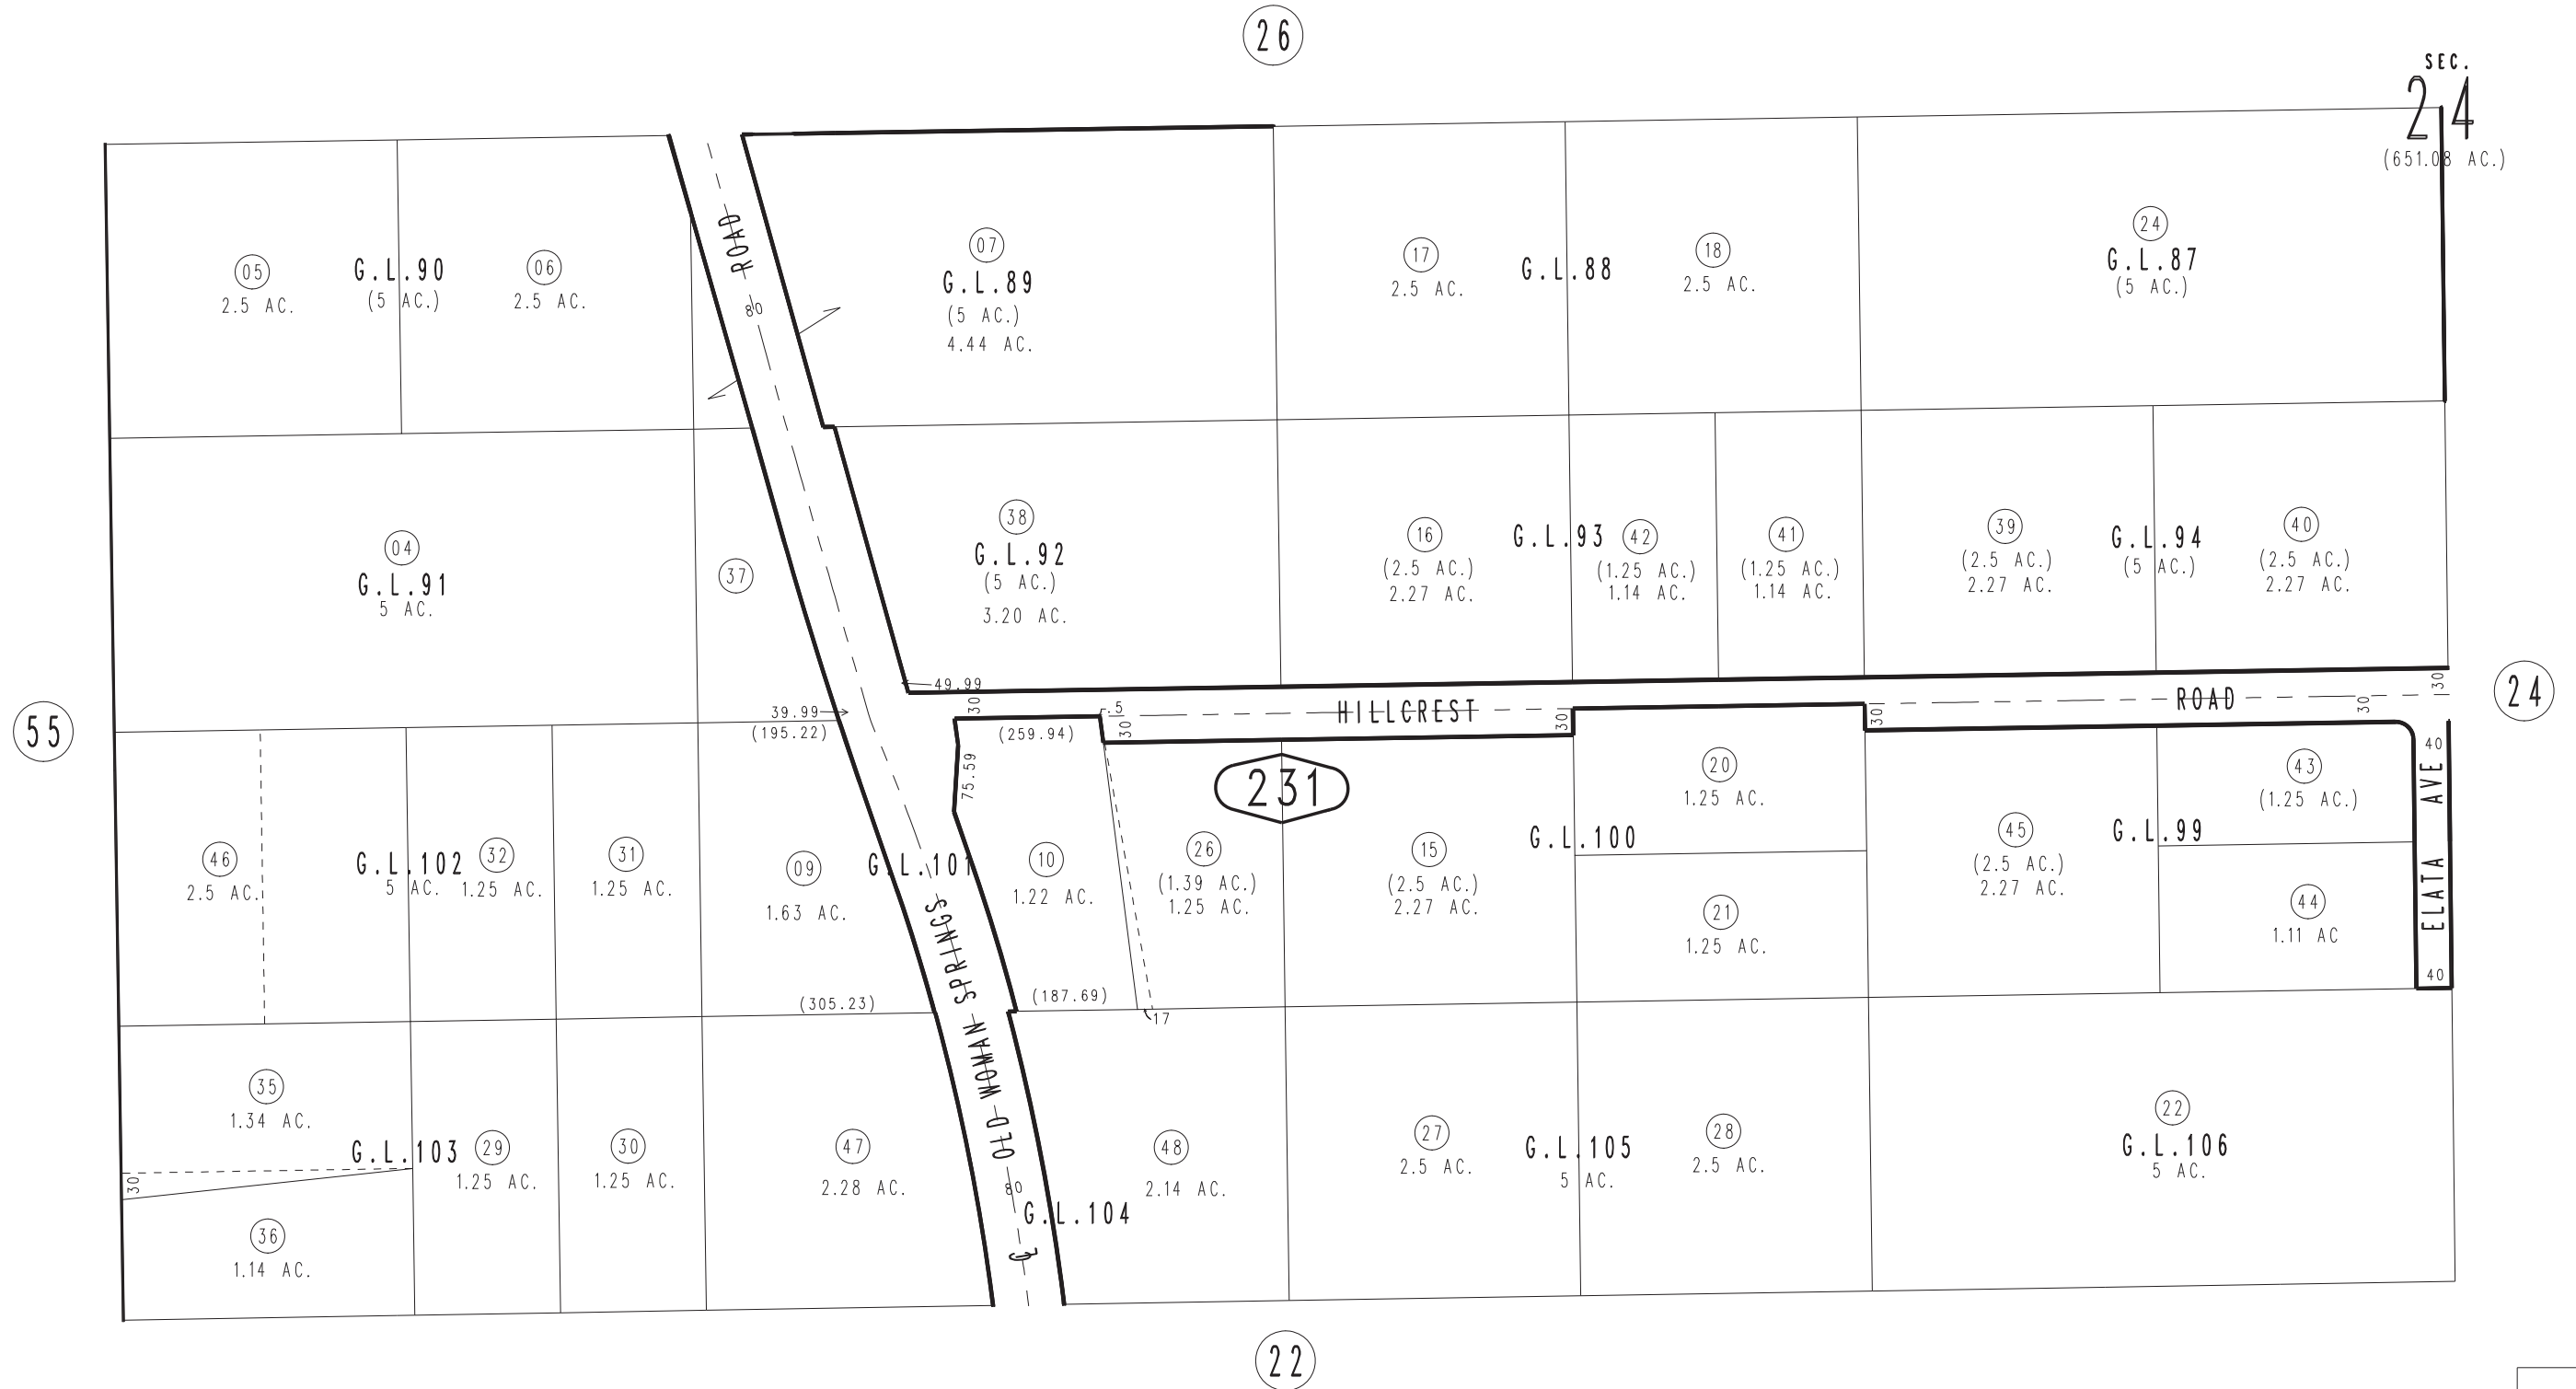 26
SEC.
24
(651.08 AC.)
05
2.5 AC.
G.L.90
(5 AC.)
06
2.5 AC.
ROAD
80
07
G.L.89
(5 AC.)
4.44 AC.
17
2.5 AC.
G.L.88
18
2.5 AC.
24
G.L.87
(5 AC.)
04
G.L.91
5 AC.
37
38
G.L.92
(5 AC.)
3.20 AC.
16
(2.5 AC.)
2.27 AC.
G.L.93
42
(1.25 AC.)
1.14 AC.
41
(1.25 AC.)
1.14 AC.
39
(2.5 AC.)
2.27 AC.
G.L.94
(5 AC.)
40
(2.5 AC.)
2.27 AC.
55
24
49.99
39.99
(195.22)
30
(259.94)
.5
30
HILLCREST
30
30
ROAD
30
30
75.59
231
46
2.5 AC.
G.L.102
5 AC.
32
1.25 AC.
31
1.25 AC.
09
1.63 AC.
G.L.101
10
1.22 AC.
26
(1.39 AC.)
1.25 AC.
15
(2.5 AC.)
2.27 AC.
G.L.100
20
1.25 AC.
21
1.25 AC.
45
(2.5 AC.)
2.27 AC.
G.L.99
43
(1.25 AC.)
44
1.11 AC
40
ELATA AVE
40
(305.23)
(187.69)
17
OLD WOMAN SPRINGS
35
1.34 AC.
30
G.L.103
36
1.14 AC.
29
1.25 AC.
30
1.25 AC.
47
2.28 AC.
80
G.L.104
48
2.14 AC.
27
2.5 AC.
G.L.105
5 AC.
28
2.5 AC.
22
G.L.106
5 AC.
22